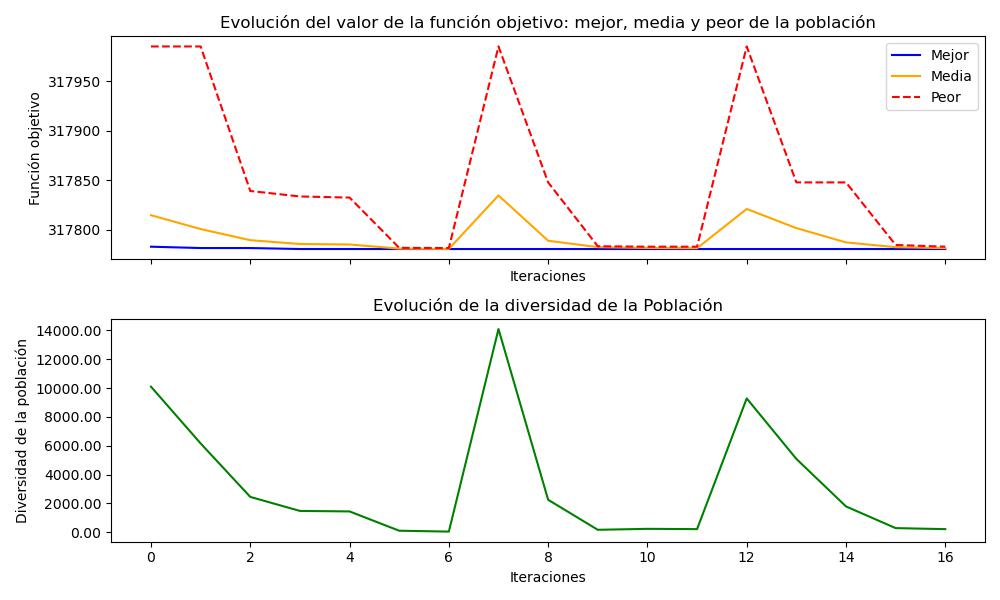 Evolución del valor de la función objetivo: mejor, media y peor de la población
Función objetivo
317950
317900
317850
317800
Mejor
Media
Peor
Iteraciones
Evolución de la diversidad de la Población
Diversidad de la población
14000.00
12000.00
10000.00
8000.00
6000.00
4000.00
2000.00
0.00
0 2 4 6 8 10 12 14 16
Iteraciones